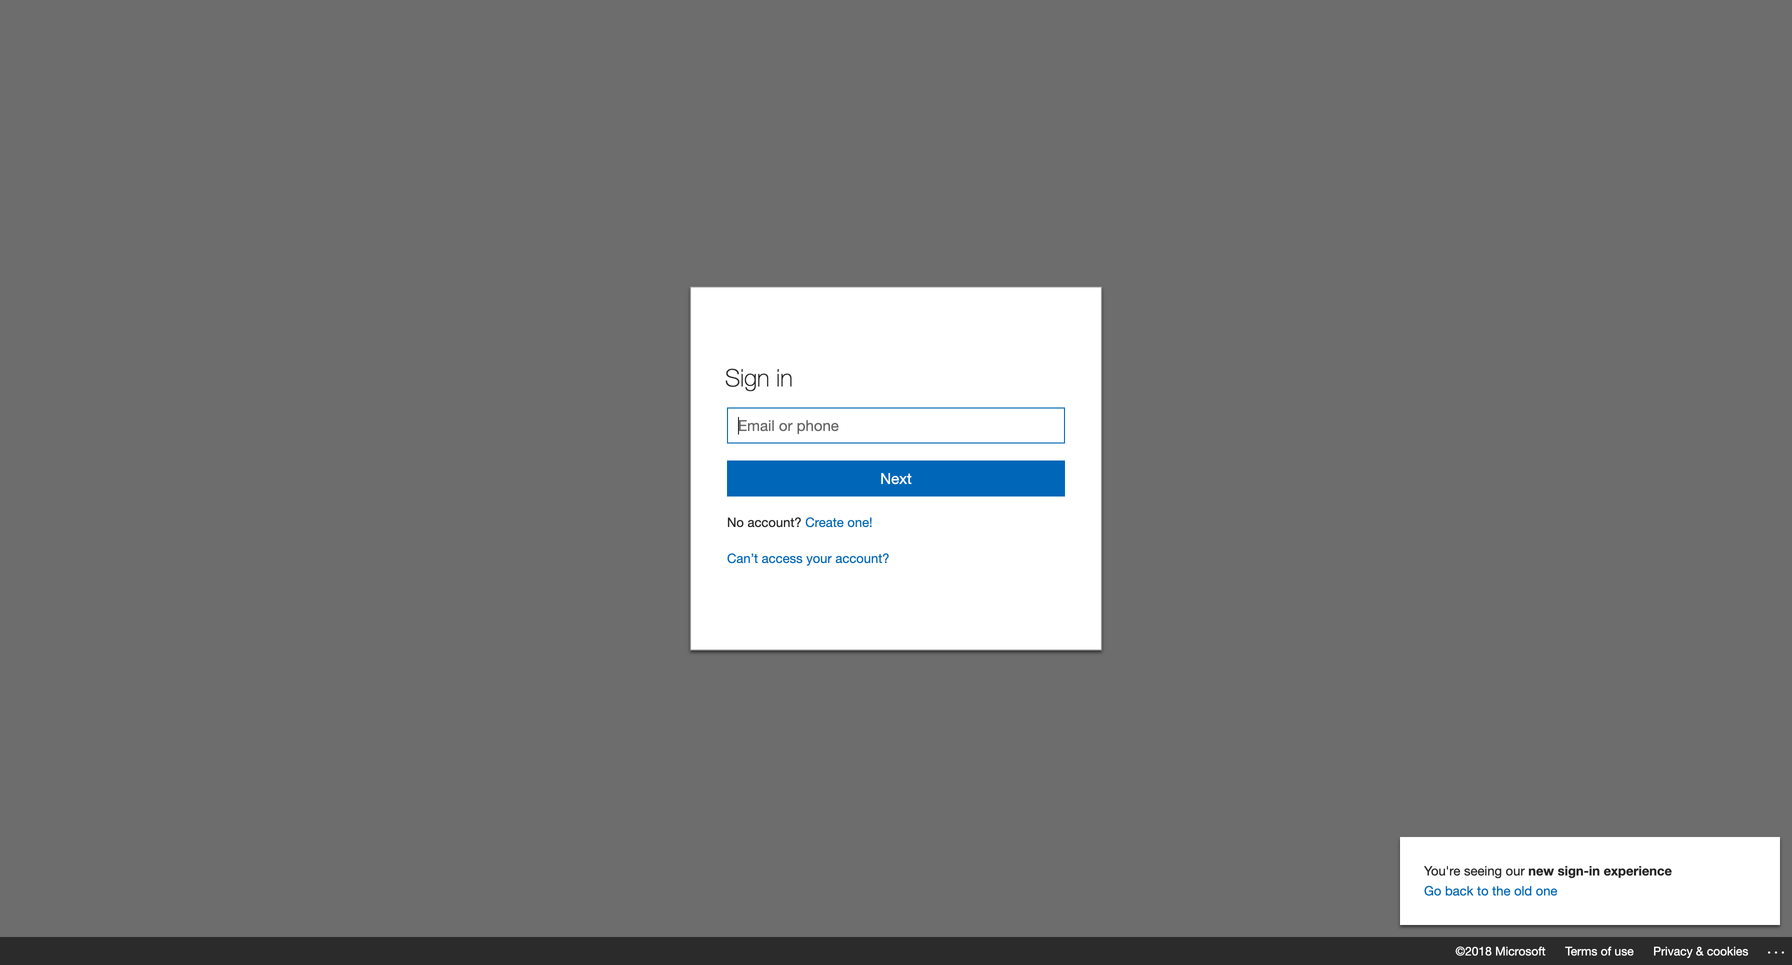 Sign in
Email or phone
Next
No account? Create one!
Can't access your account?
You're seeing our new sign-in experience
Go back to the old one
©2018 Microsoft Terms of use Privacy & cookies ...